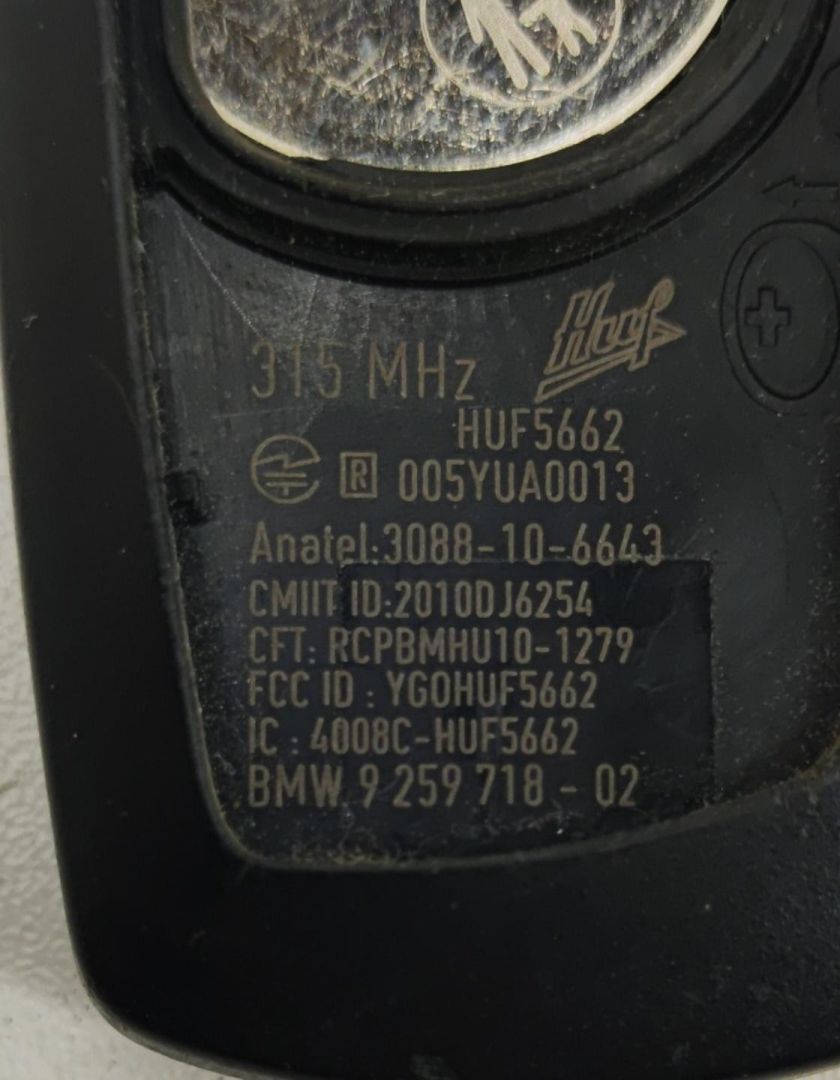 Huf
315 MHz
HUF5662
R 005YUA0013
Anatel:3088-10-6643
CMIIT ID:2010DJ6254
CFT: RCPBMHU10-1279
FCC ID : YGOHUF5662
IC : 4008C-HUF5662
BMW 9 259 718 - 02